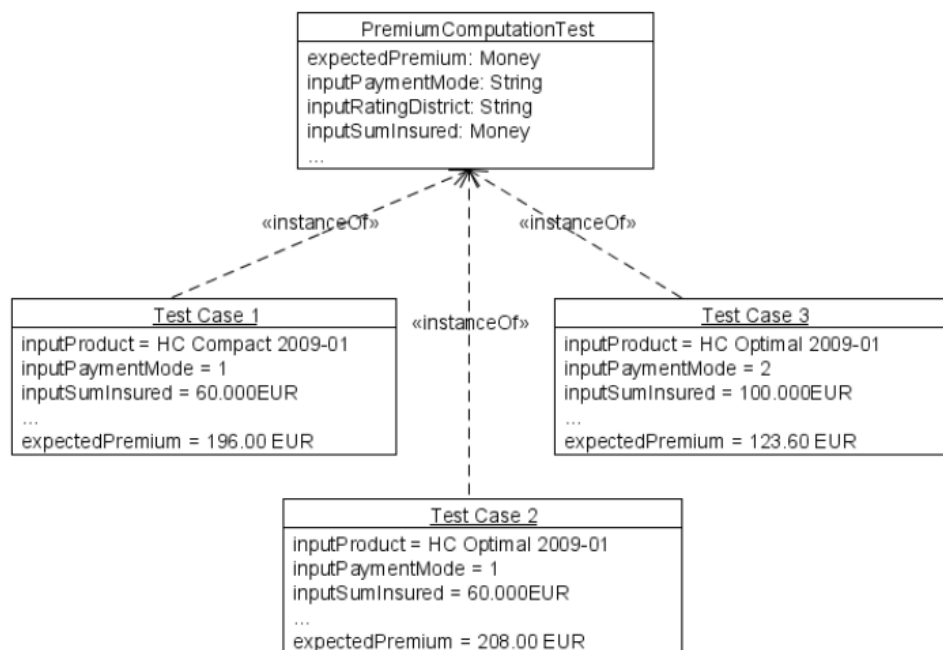 PremiumComputationTest
expectedPremium: Money
inputPaymentMode: String
inputRatingDistrict: String
inputSumInsured: Money
...
«instanceOf»
«instanceOf»
«instanceOf»
Test Case 1
inputProduct = HC Compact 2009-01
inputPaymentMode = 1
inputSumInsured = 60.000EUR
...
expectedPremium = 196.00 EUR
Test Case 3
inputProduct = HC Optimal 2009-01
inputPaymentMode = 2
inputSumInsured = 100.000EUR
...
expectedPremium = 123.60 EUR
Test Case 2
inputProduct = HC Optimal 2009-01
inputPaymentMode = 1
inputSumInsured = 60.000EUR
...
expectedPremium = 208.00 EUR